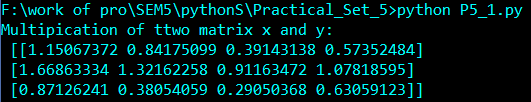 F:\work of pro\SEM5\pythonS\Practical_Set_5>python P5_1.py
Multipication of ttwo matrix x and y:
 [[1.15067372 0.84175099 0.39143138 0.57352484]
 [1.66863334 1.32162258 0.91163472 1.07818595]
 [0.87126241 0.38054059 0.29050368 0.63059123]]